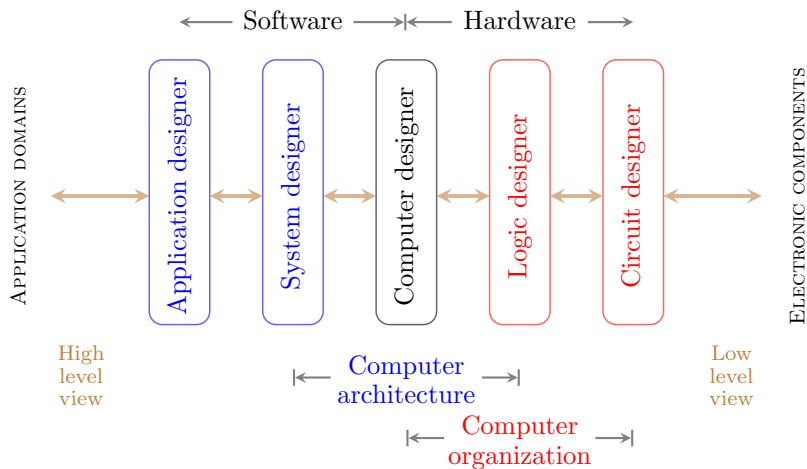 Software
Hardware
APPLICATION DOMAINS
Application designer
System designer
Computer designer
Logic designer
Circuit designer
ELECTRONIC COMPONENTS
High
level
view
Computer
architecture
Low
level
view
Computer
organization